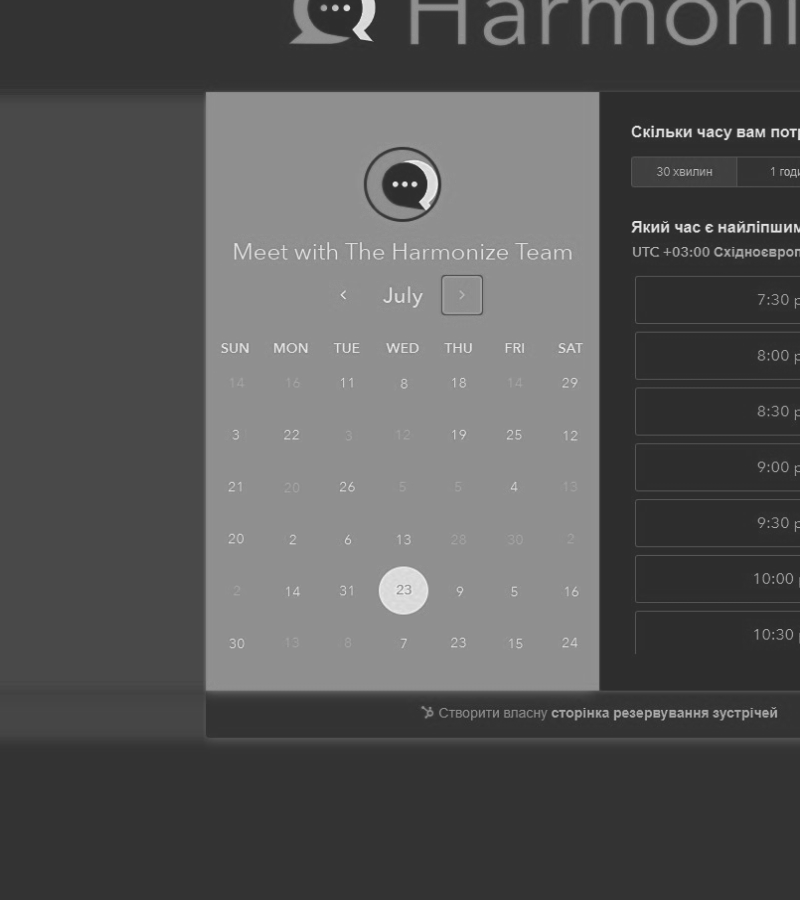 Harmoni
Meet with The Harmonize Team
July
SUN MON TUE WED THU FRI SAT
14 16 11 8 18 14 29
3 22 3 12 19 25 12
21 20 26 5 5 4 13
20 2 6 13 28 30 2
2 14 31 23 9 5 16
30 13 8 7 23 15 24
Скільки часу вам потр
30 хвилин 1 годи
Який час є найліпшим
UTC +03:00 Східноєвроп
7:30 p
8:00 p
8:30 p
9:00 p
9:30 p
10:00 p
10:30 p
Створити власну сторінка резервування зустрічей